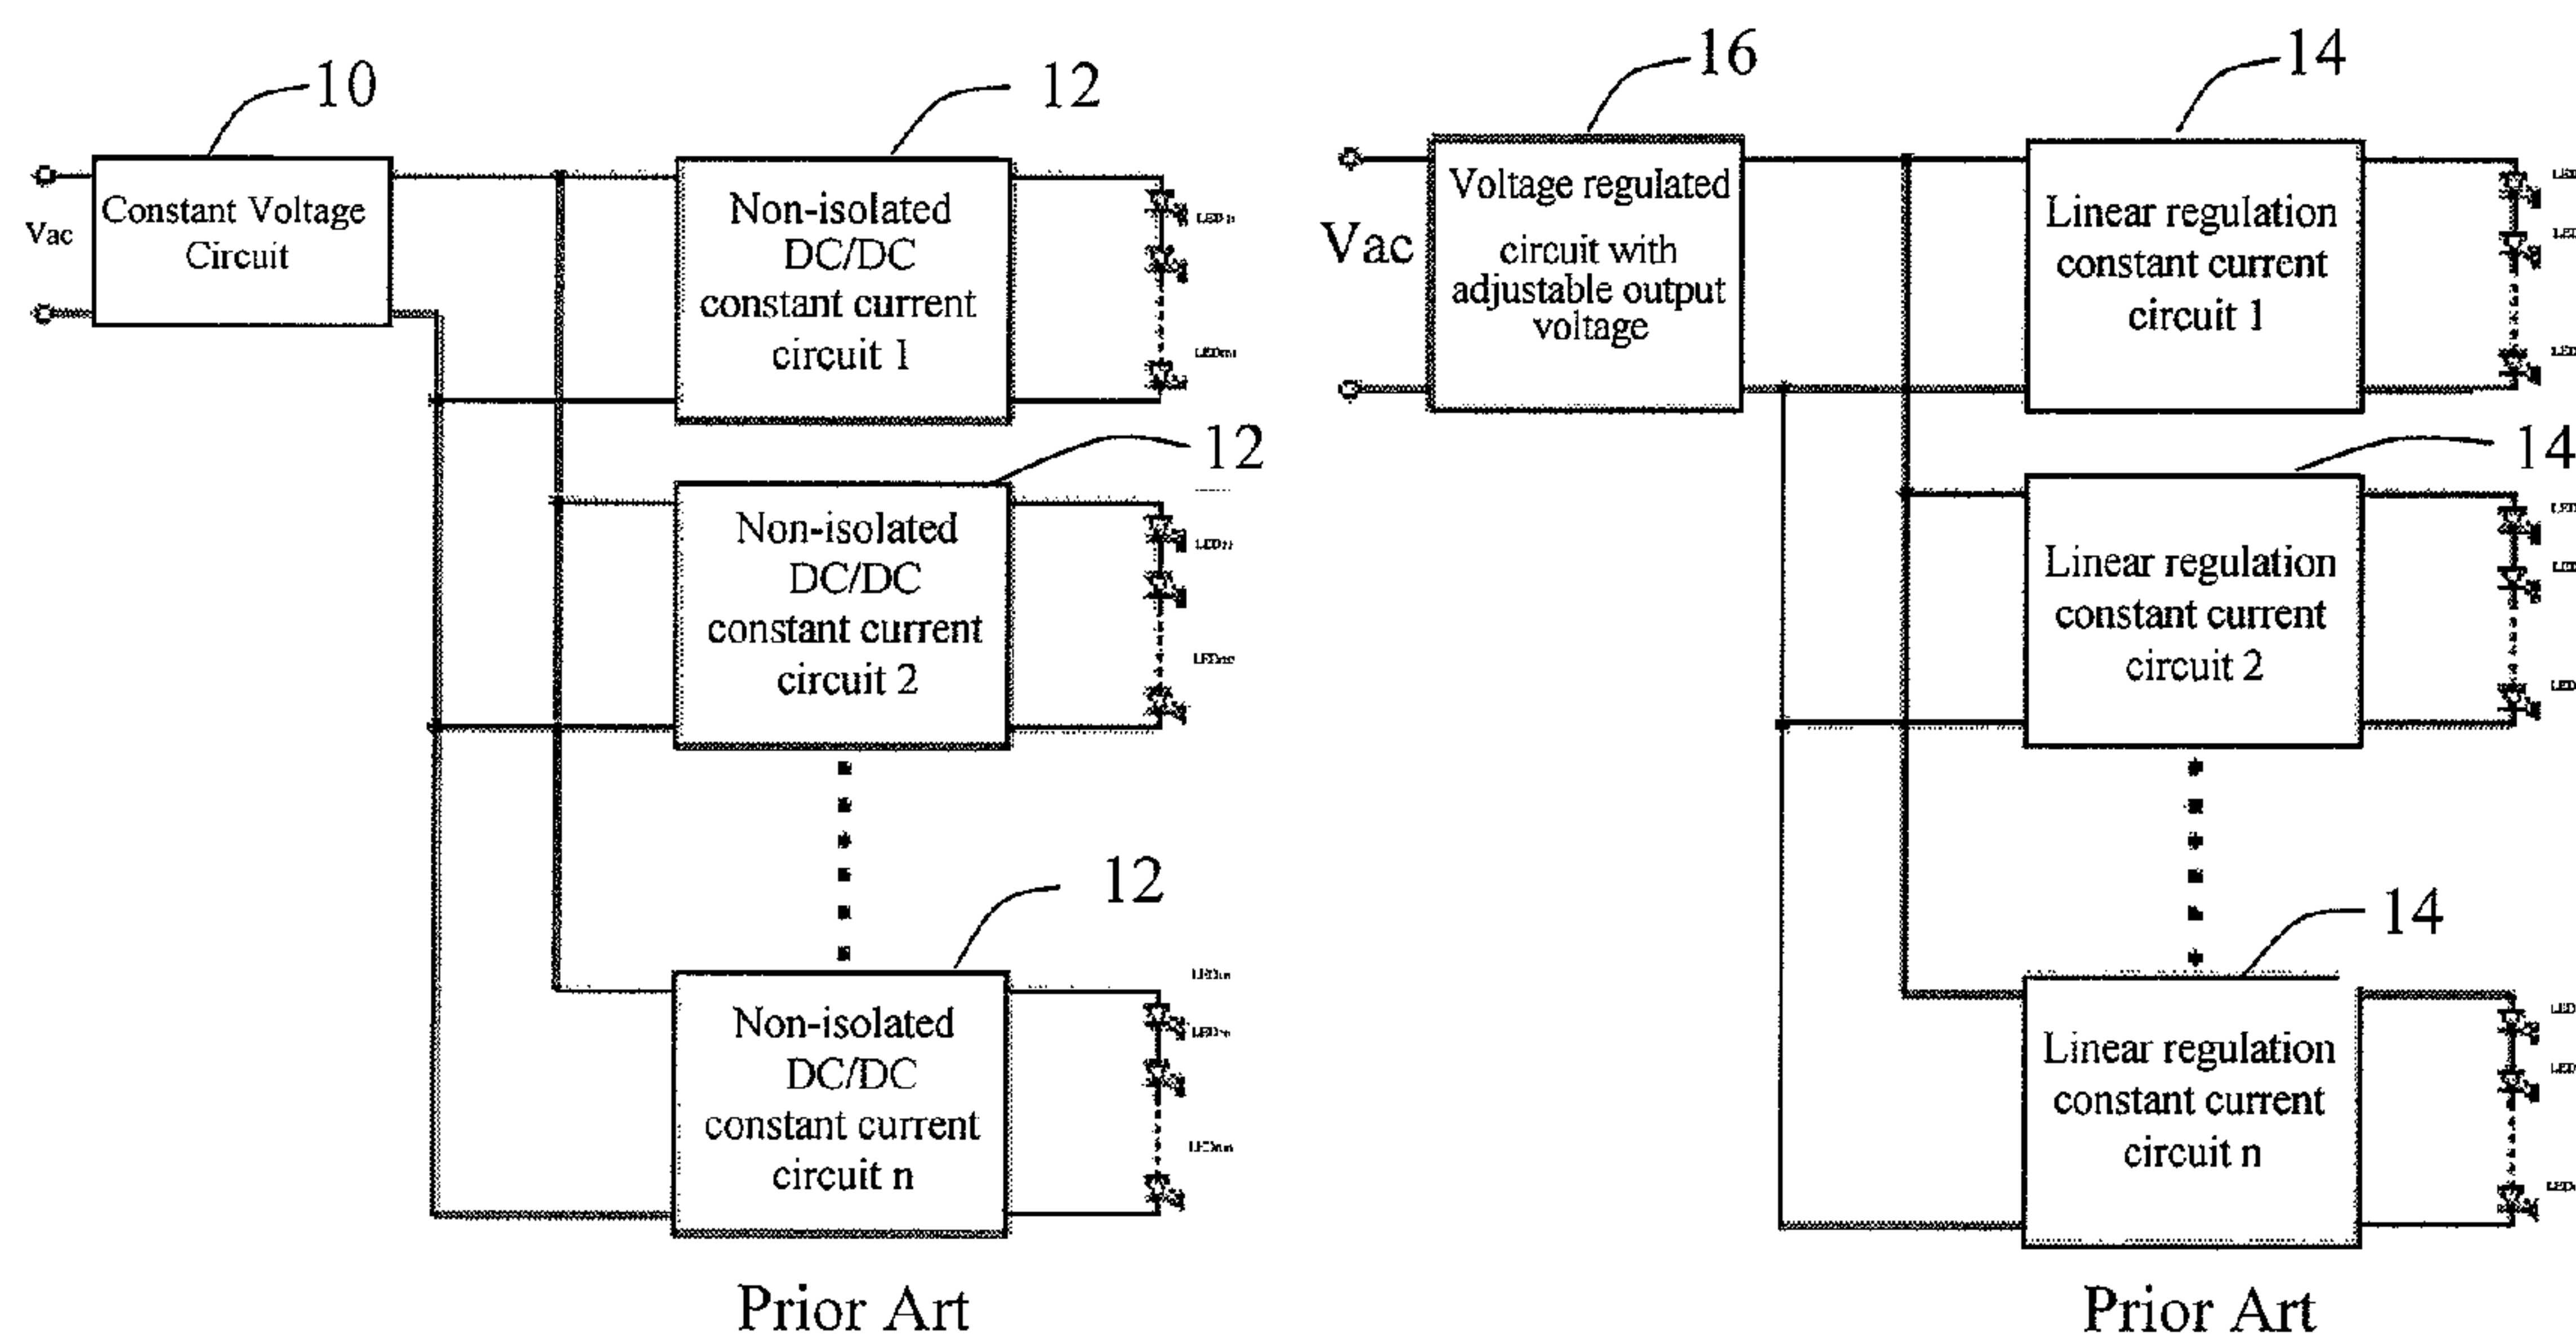 10
12
Vac
Constant Voltage
Circuit
Non-isolated
DC/DC
constant current
circuit 1
12
Non-isolated
DC/DC
constant current
circuit 2
12
Non-isolated
DC/DC
constant current
circuit n
Prior Art
16
14
Vac
Voltage regulated
circuit with
adjustable output
voltage
Linear regulation
constant current
circuit 1
14
Linear regulation
constant current
circuit 2
14
Linear regulation
constant current
circuit n
Prior Art